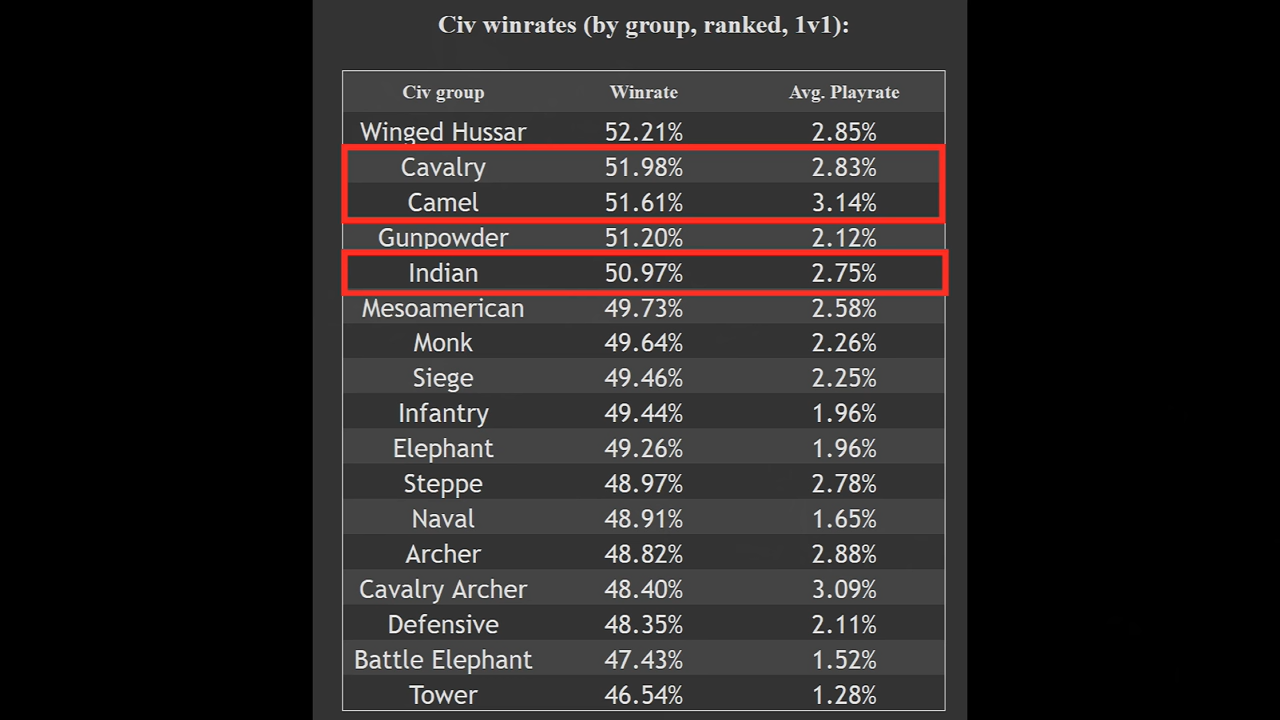 Civ winrates (by group, ranked, 1v1):
Civ group Winrate Avg. Playrate
Winged Hussar 52.21% 2.85%
Cavalry 51.98% 2.83%
Camel 51.61% 3.14%
Gunpowder 51.20% 2.12%
Indian 50.97% 2.75%
Mesoamerican 49.73% 2.58%
Monk 49.64% 2.26%
Siege 49.46% 2.25%
Infantry 49.44% 1.96%
Elephant 49.26% 1.96%
Steppe 48.97% 2.78%
Naval 48.91% 1.65%
Archer 48.82% 2.88%
Cavalry Archer 48.40% 3.09%
Defensive 48.35% 2.11%
Battle Elephant 47.43% 1.52%
Tower 46.54% 1.28%